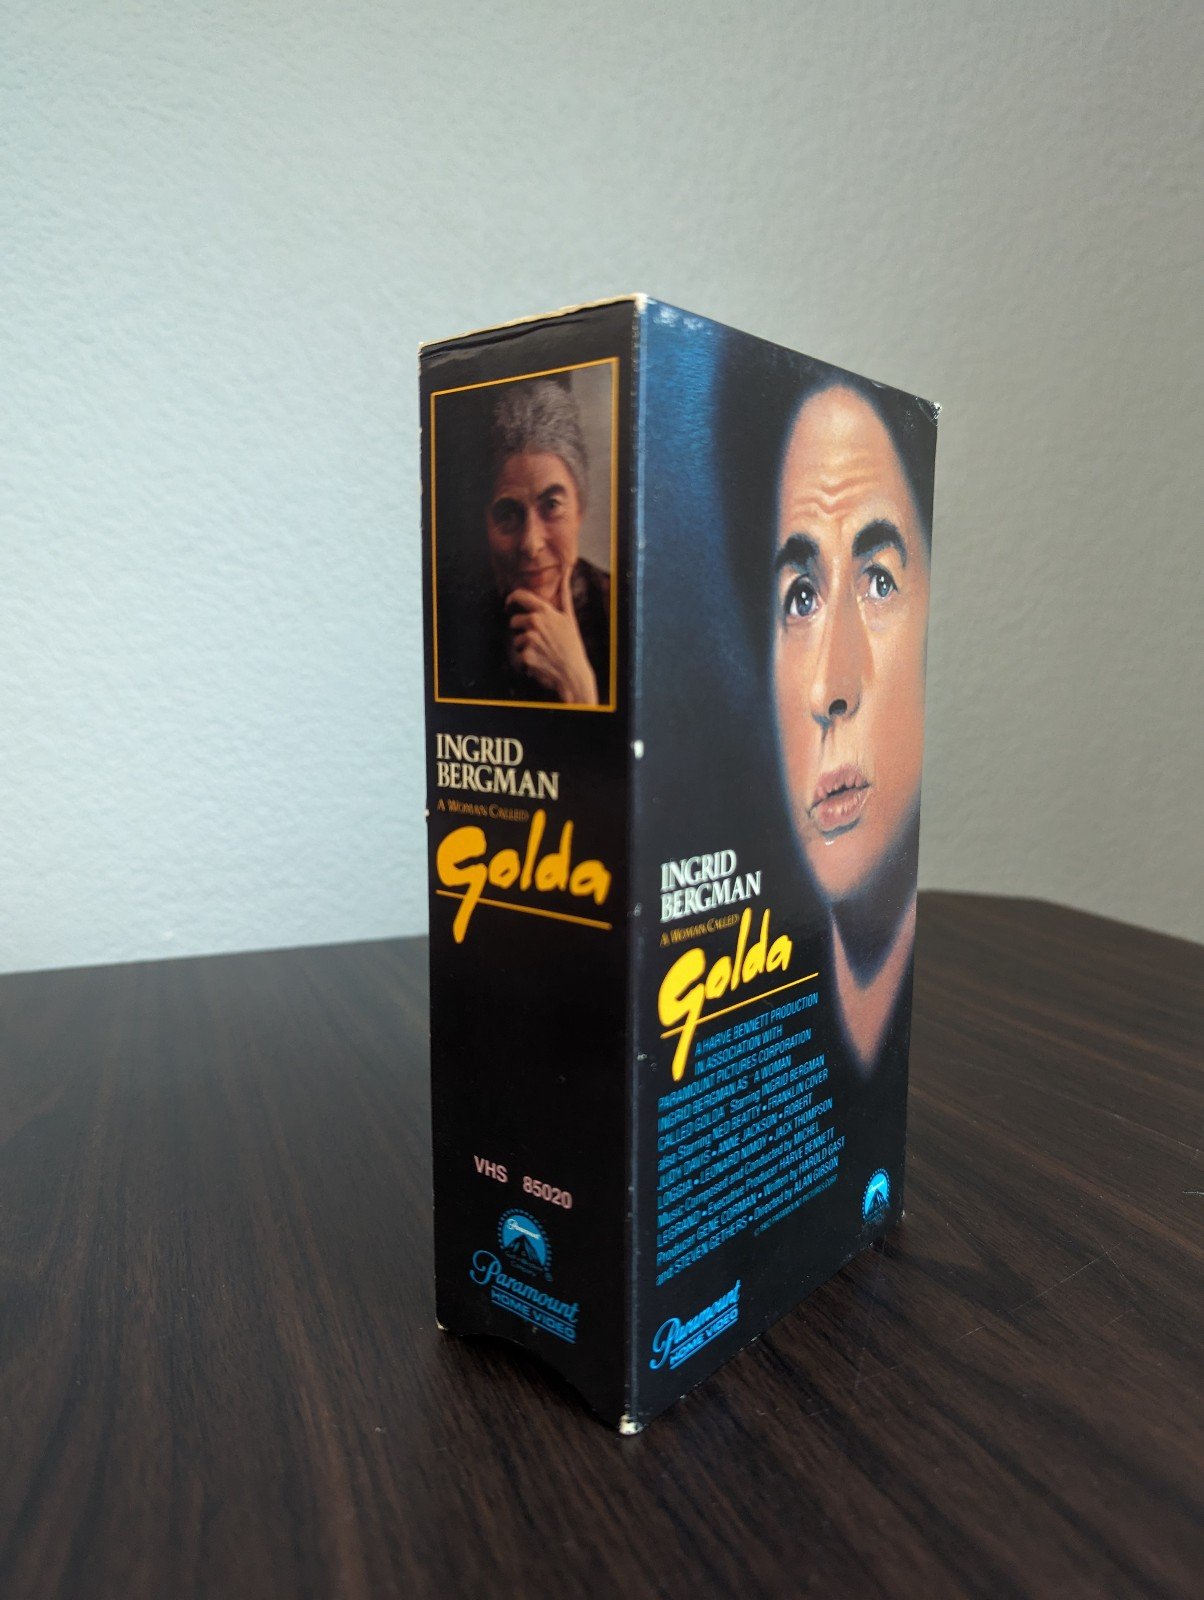 INGRID
BERGMAN
A WOMAN CALLED
Golda
VHS 85020
Paramount
Paramount
HOME VIDEO
INGRID
BERGMAN
A WOMAN CALLED
Golda
A HARVE BENNETT PRODUCTION
IN ASSOCIATION WITH
PARAMOUNT PICTURES CORPORATION
INGRID BERGMAN AS "A WOMAN
CALLED GOLDA" Starring INGRID BERGMAN
also Starring NED BEATTY • FRANKLIN COVER
JUDY DAVIS • ANNE JACKSON • ROBERT
LOGGIA • LEONARD NIMOY • JACK THOMPSON
Music Composed and Conducted by MICHEL
LEGRAND • Executive Producer HARVE BENNETT
Producer GENE CORMAN • Written by HAROLD GAST
and STEVEN GETHERS • Directed by ALAN GIBSON
Paramount
HOME VIDEO